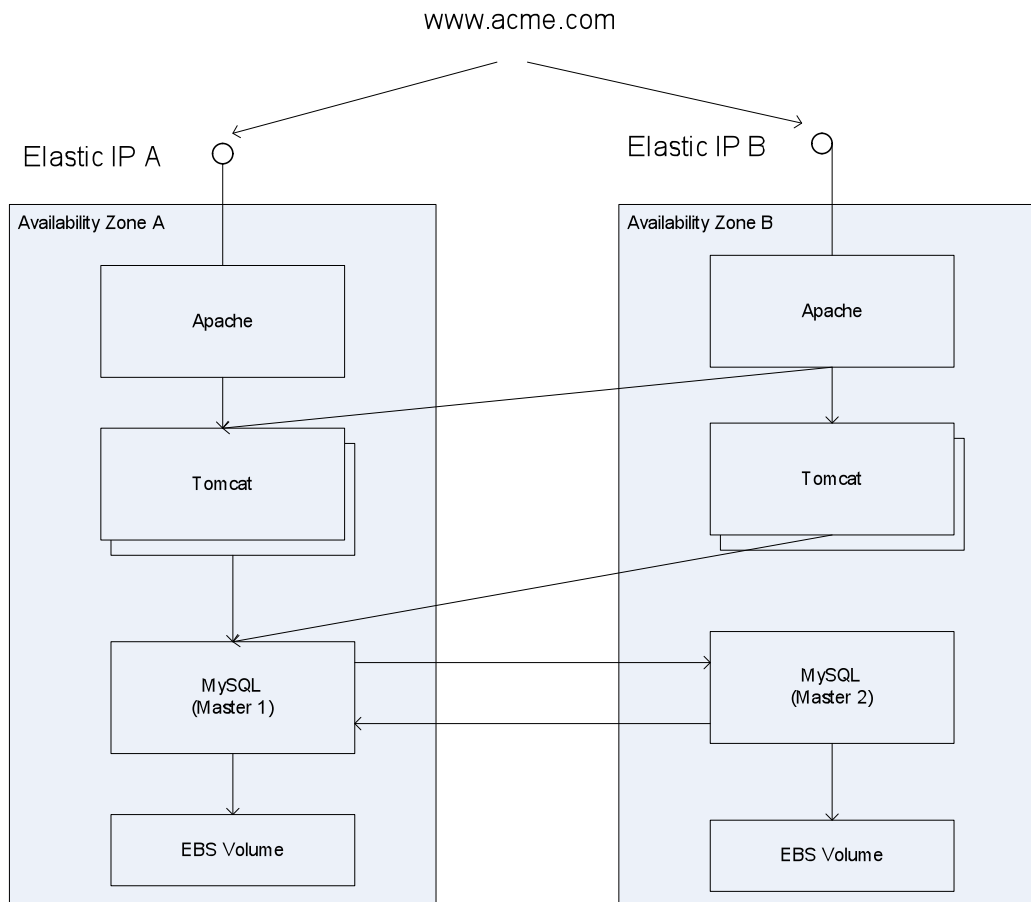 www.acme.com
Elastic IP A
Elastic IP B
Availability Zone A
Availability Zone B
Apache
Apache
Tomcat
Tomcat
MySQL
(Master 1)
MySQL
(Master 2)
EBS Volume
EBS Volume